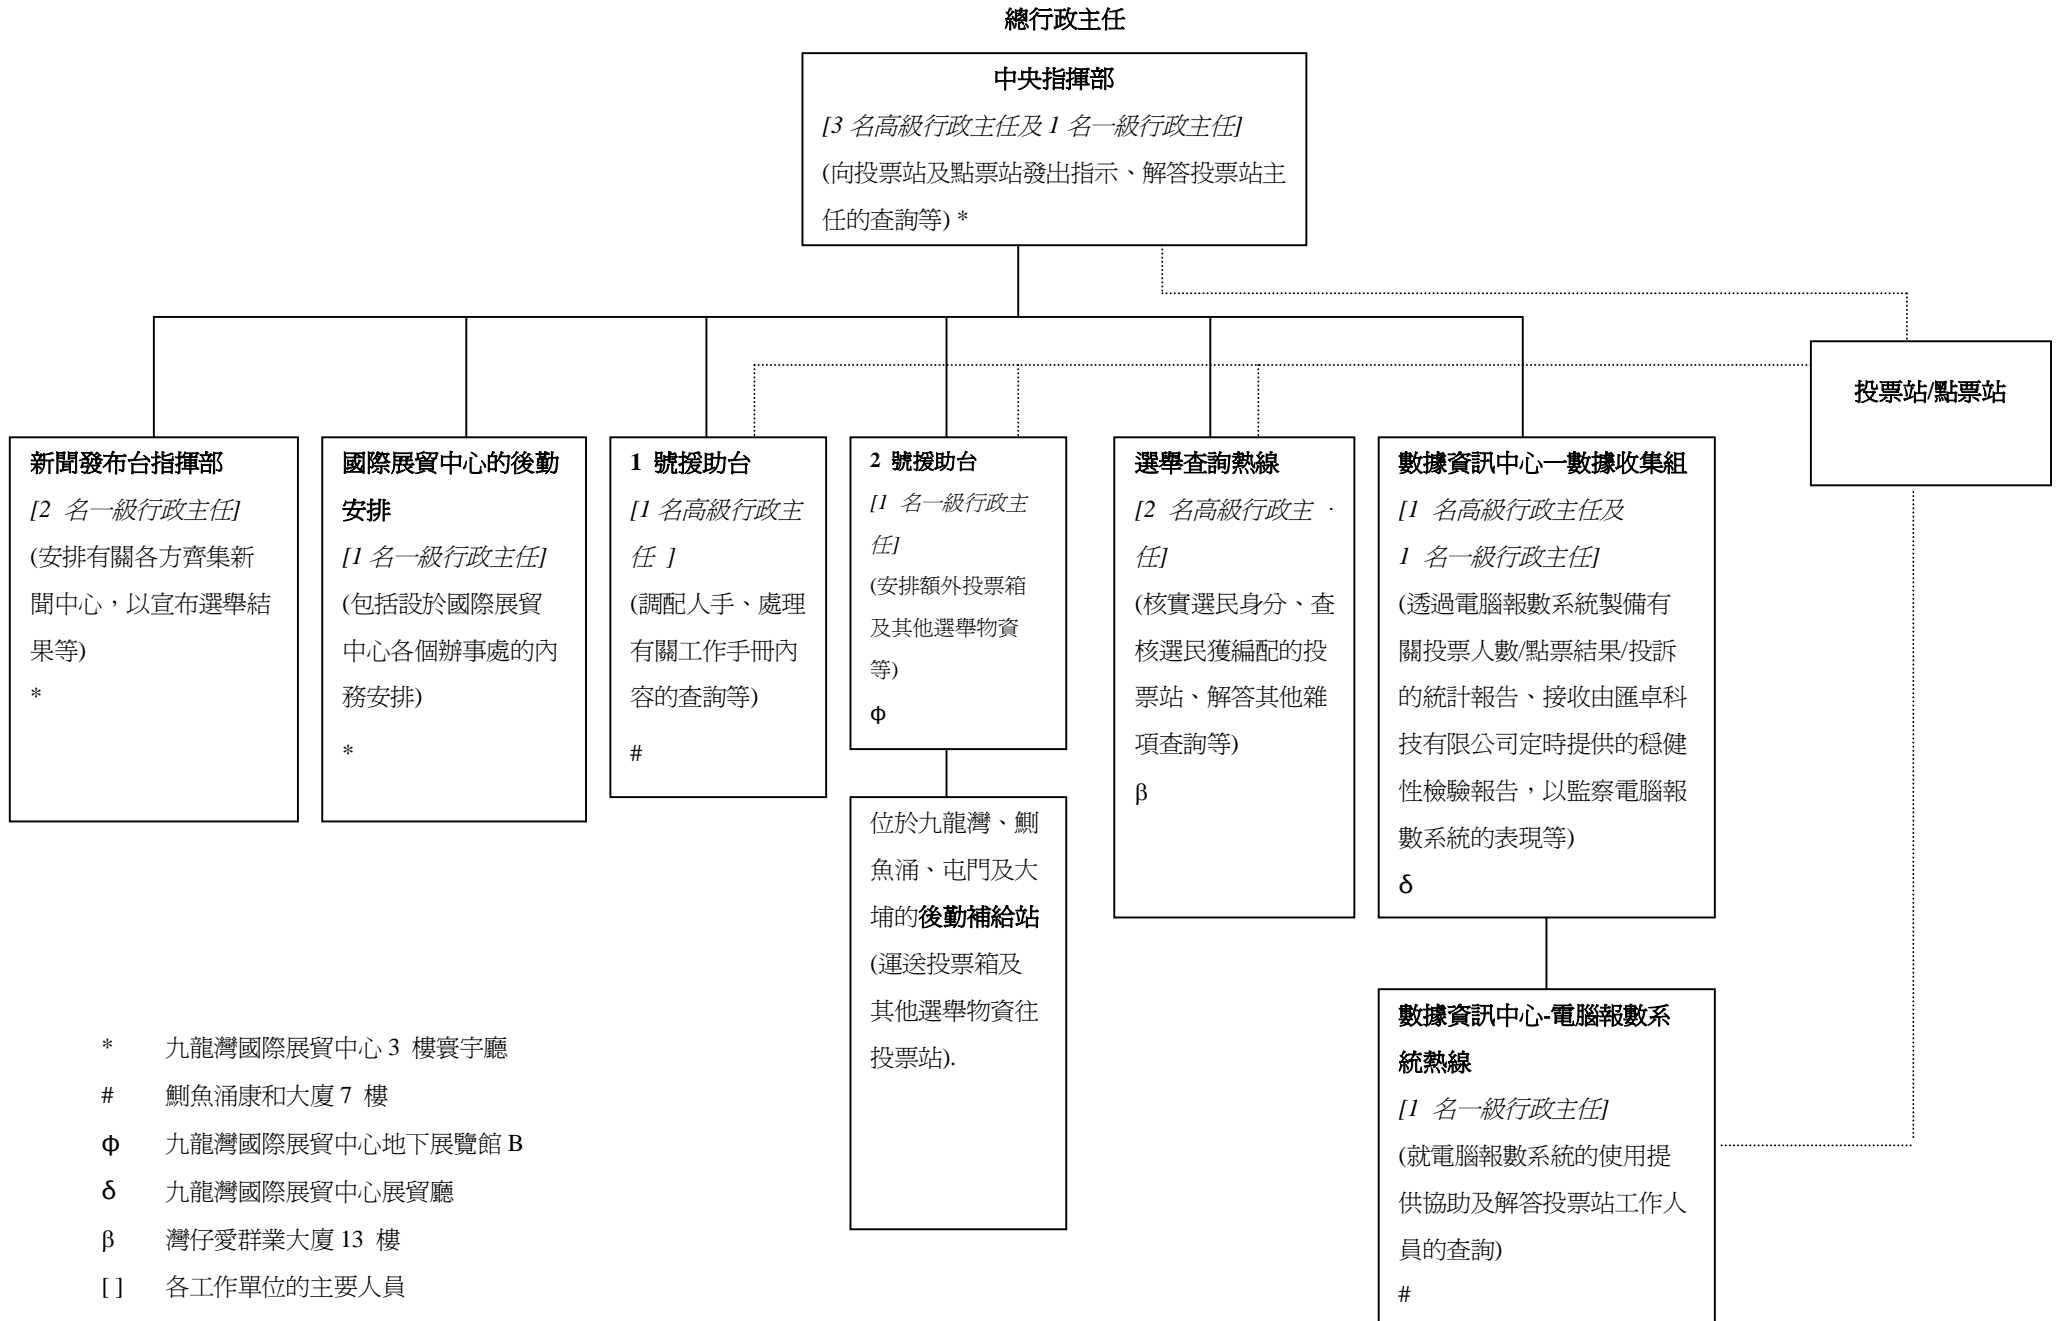 總行政主任
中央指揮部
[3 名高級行政主任及 1 名一級行政主任]
(向投票站及點票站發出指示、解答投票站主
任的查詢等) *
投票站/點票站
新聞發布台指揮部
[2 名一級行政主任]
(安排有關各方齊集新
聞中心，以宣布選舉結
果等)
*
國際展貿中心的後勤
安排
[1 名一級行政主任]
(包括設於國際展貿
中心各個辦事處的內
務安排)
*
1 號援助台
[1 名高級行政主
任 ]
(調配人手、處理
有關工作手冊內
容的查詢等)
#
2 號援助台
[1 名一級行政主
任]
(安排額外投票箱
及其他選舉物資
等)
ф
位於九龍灣、鰂
魚涌、屯門及大
埔的後勤補給站
(運送投票箱及
其他選舉物資往
投票站).
選舉查詢熱線
[2 名高級行政主 ·
任]
(核實選民身分、查
核選民獲編配的投
票站、解答其他雜
項查詢等)
β
數據資訊中心一數據收集組
[1 名高級行政主任及
1 名一級行政主任]
(透過電腦報數系統製備有
關投票人數/點票結果/投訴
的統計報告、接收由匯卓科
技有限公司定時提供的穩健
性檢驗報告，以監察電腦報
數系統的表現等)
δ
數據資訊中心-電腦報數系
統熱線
[1 名一級行政主任]
(就電腦報數系統的使用提
供協助及解答投票站工作人
員的查詢)
#
* 九龍灣國際展貿中心 3 樓寰宇廳
# 鰂魚涌康和大廈 7 樓
ф 九龍灣國際展貿中心地下展覽館 B
δ 九龍灣國際展貿中心展貿廳
β 灣仔愛群業大廈 13 樓
[ ] 各工作單位的主要人員